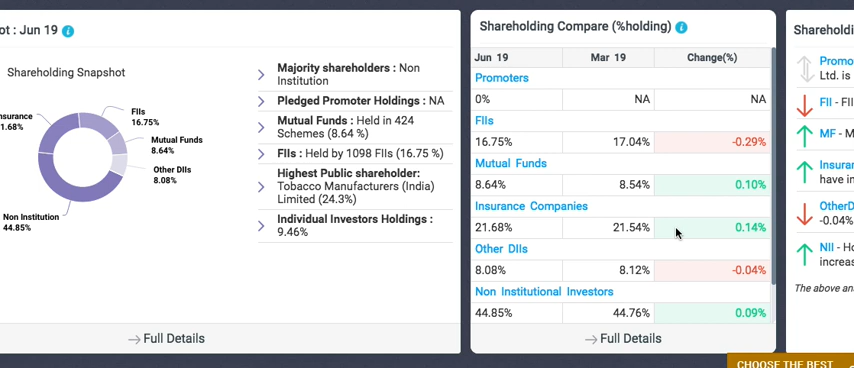 ot : Jun 19
Shareholding Snapshot
nsurance
1.68%
FIIs
16.75%
Mutual Funds
8.64%
Other DIIs
8.08%
Non Institution
44.85%
Majority shareholders : Non
Institution
Pledged Promoter Holdings : NA
Mutual Funds : Held in 424
Schemes (8.64 %)
FIIs : Held by 1098 FIIs (16.75 %)
Highest Public shareholder:
Tobacco Manufacturers (India)
Limited (24.3%)
Individual Investors Holdings :
9.46%
Full Details
Shareholding Compare (%holding)
Jun 19 Mar 19 Change(%)
Promoters
0% NA NA
FIIs
16.75% 17.04% -0.29%
Mutual Funds
8.64% 8.54% 0.10%
Insurance Companies
21.68% 21.54% 0.14%
Other DIIs
8.08% 8.12% -0.04%
Non Institutional Investors
44.85% 44.76% 0.09%
Full Details
Shareholdi
Promo
Ltd. is
FII - FII
MF - M
Insurar
have in
OtherD
-0.04%
NII - Ho
increas
The above an
CHOOSE THE BEST